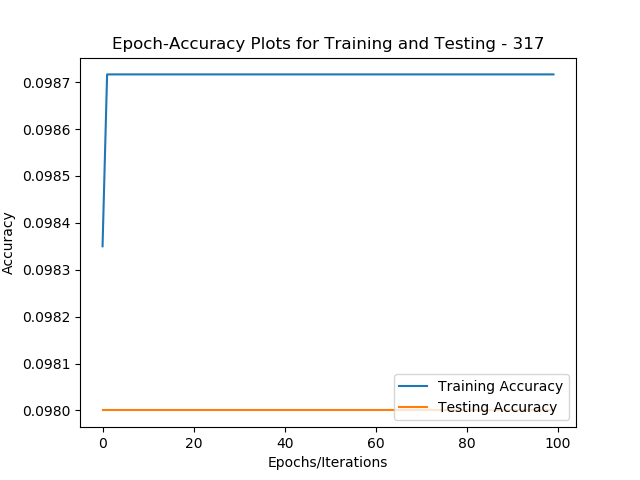 Epoch-Accuracy Plots for Training and Testing - 317
0.0987
0.0986
0.0985
0.0984
0.0983
0.0982
0.0981
0.0980
Accuracy
Training Accuracy
Testing Accuracy
0 20 40 60 80 100
Epochs/Iterations